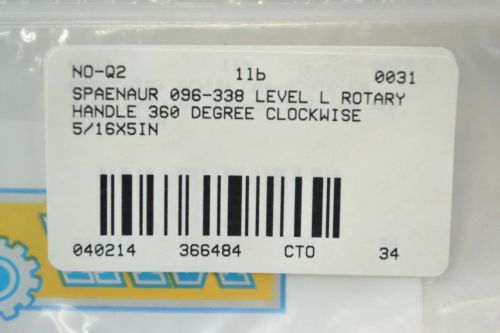 NO-Q2 1lb 0031
SPAENAUR 096-338 LEVEL L ROTARY
HANDLE 360 DEGREE CLOCKWISE
5/16X5IN
040214 366484 CTO 34